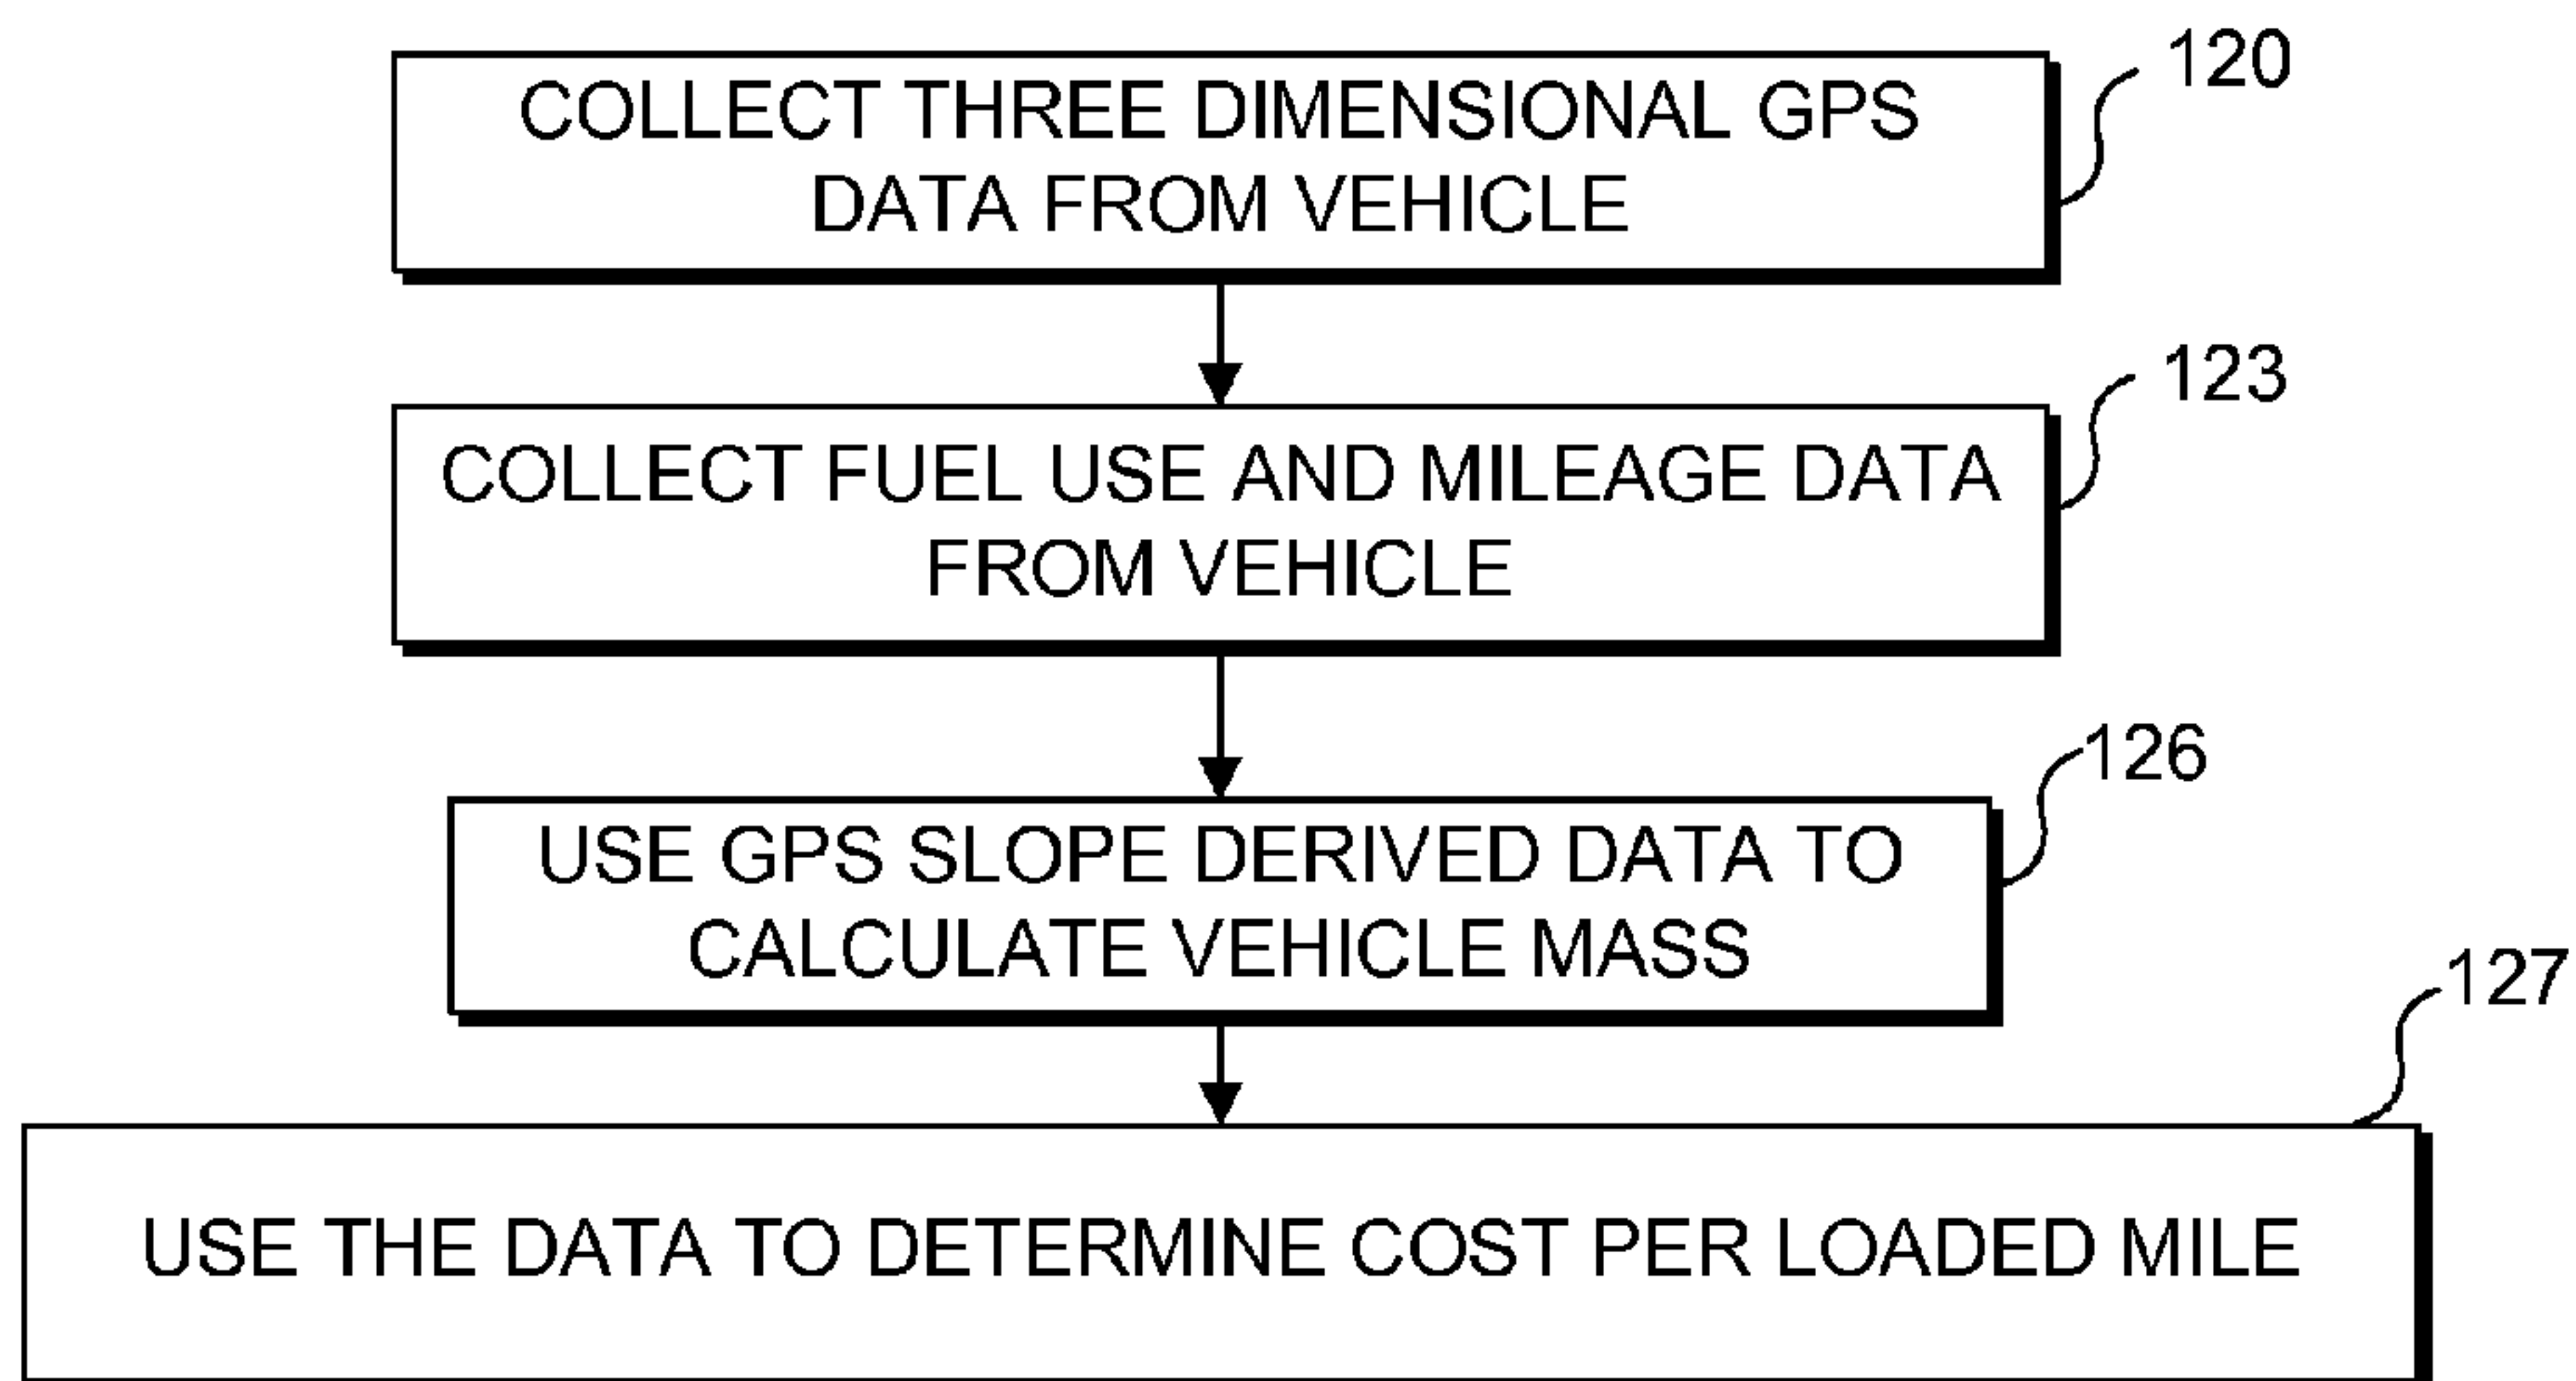 COLLECT THREE DIMENSIONAL GPS
DATA FROM VEHICLE
120
COLLECT FUEL USE AND MILEAGE DATA
FROM VEHICLE
123
USE GPS SLOPE DERIVED DATA TO
CALCULATE VEHICLE MASS
126
USE THE DATA TO DETERMINE COST PER LOADED MILE
127